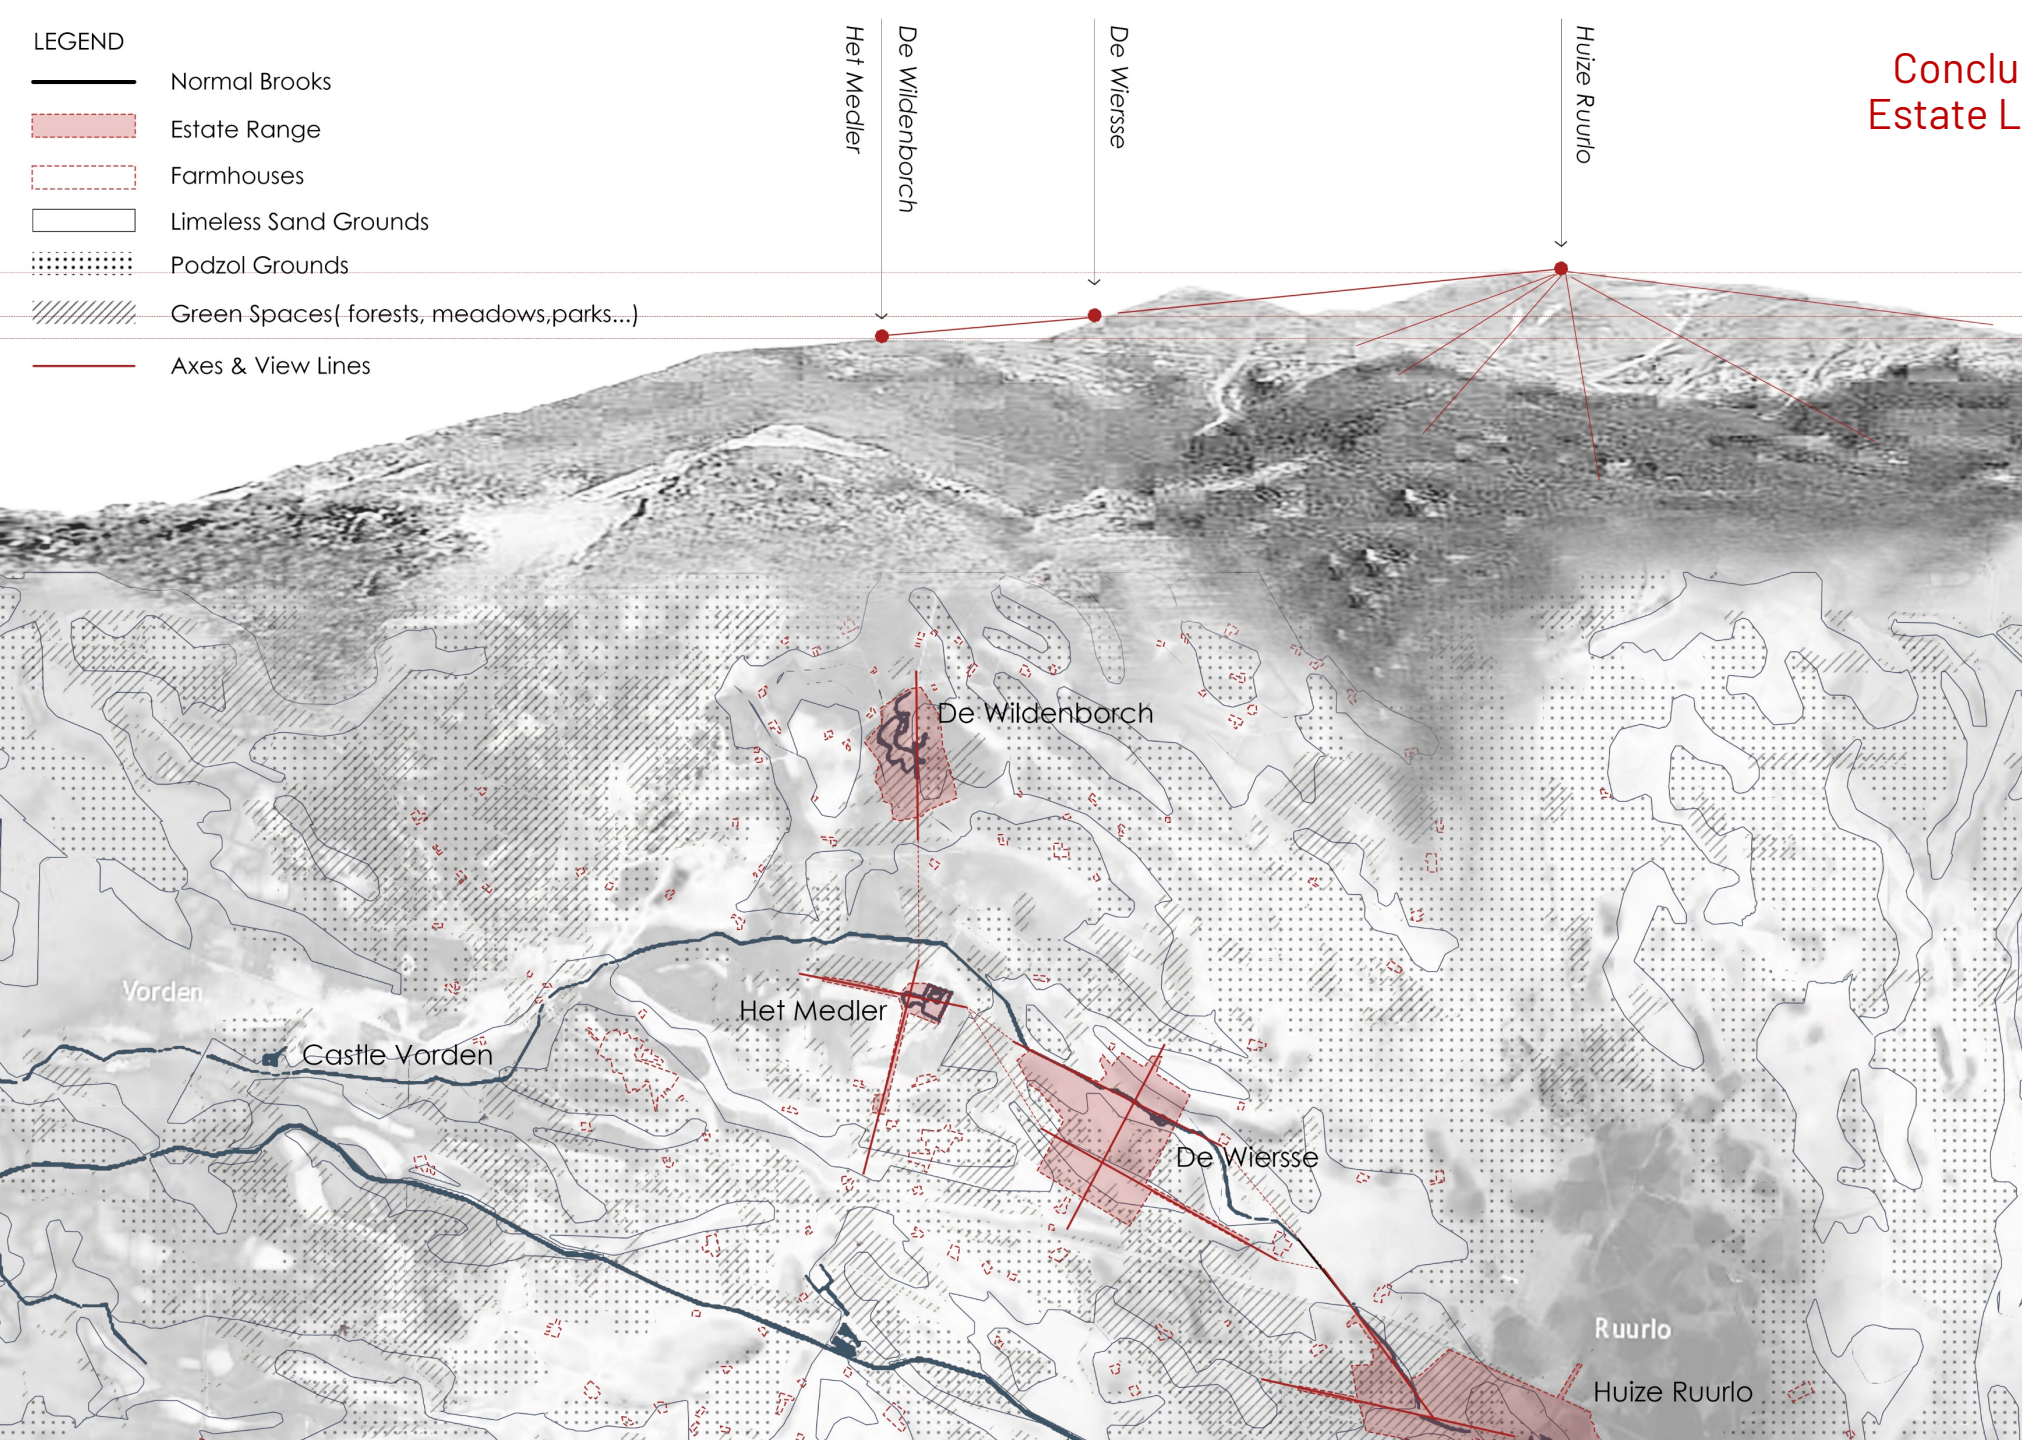 LEGEND
Normal Brooks
Estate Range
Farmhouses
Limeless Sand Grounds
Podzol Grounds
Green Spaces( forests, meadows,parks...)
Axes & View Lines
Het Medler
De Wildenborch
De Wiersse
Huize Ruurlo
Conclu
Estate L
De Wildenborch
Vorden
Het Medler
Castle Vorden
De Wiersse
Ruurlo
Huize Ruurlo